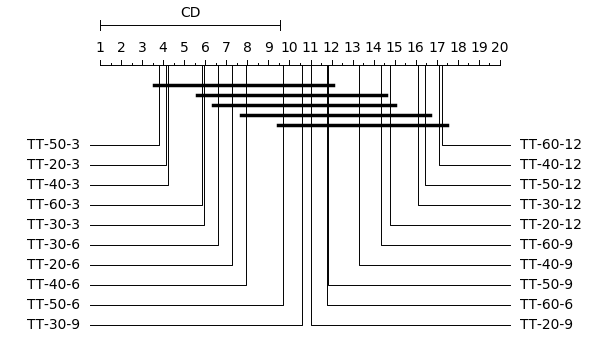 CD
1 2 3 4 5 6 7 8 9 10 11 12 13 14 15 16 17 18 19 20
TT-50-3 TT-60-12
TT-20-3 TT-40-12
TT-40-3 TT-50-12
TT-60-3 TT-30-12
TT-30-3 TT-20-12
TT-30-6 TT-60-9
TT-20-6 TT-40-9
TT-40-6 TT-50-9
TT-50-6 TT-60-6
TT-30-9 TT-20-9